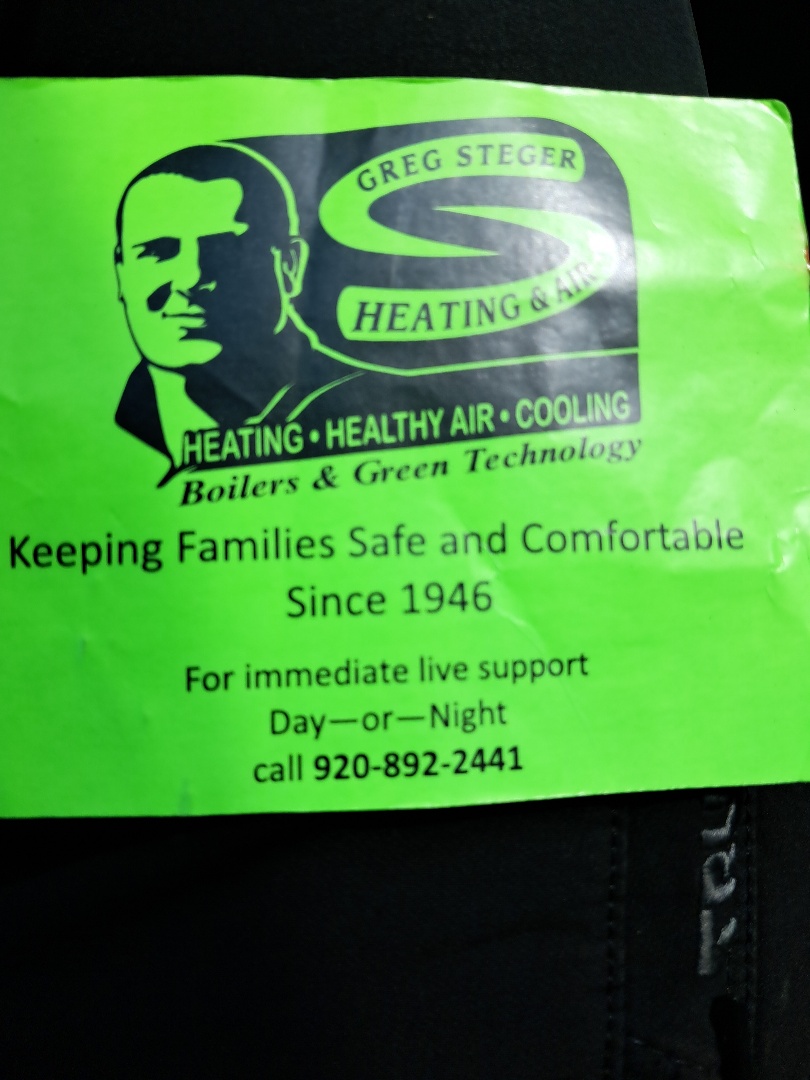 GREG STEGER
HEATING & AIR
HEATING • HEALTHY AIR • COOLING
Boilers & Green Technology
Keeping Families Safe and Comfortable
Since 1946
For immediate live support
Day—or—Night
call 920-892-2441